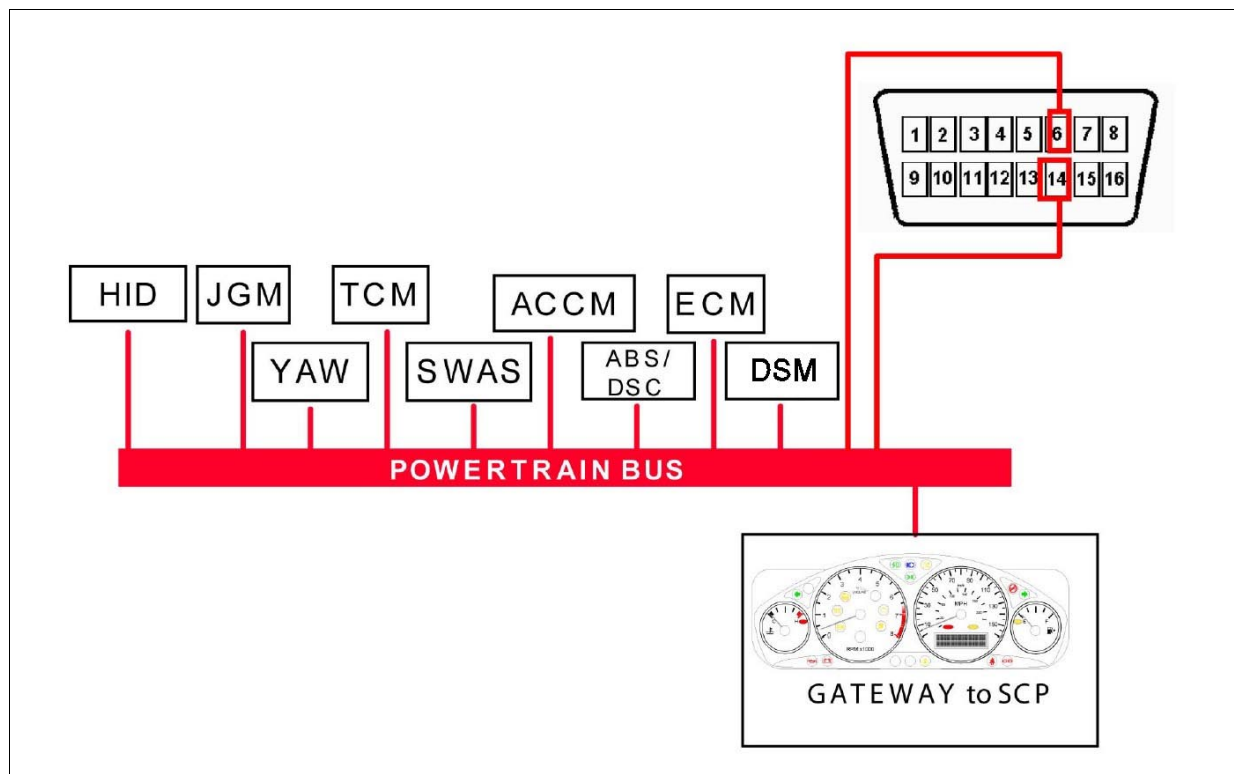 1 2 3 4 5 6 7 8
9 10 11 12 13 14 15 16
HID
JGM
TCM
ACCM
ECM
YAW
SWAS
ABS/
DSC
DSM
POWERTRAIN BUS
MPH
GATEWAY to SCP